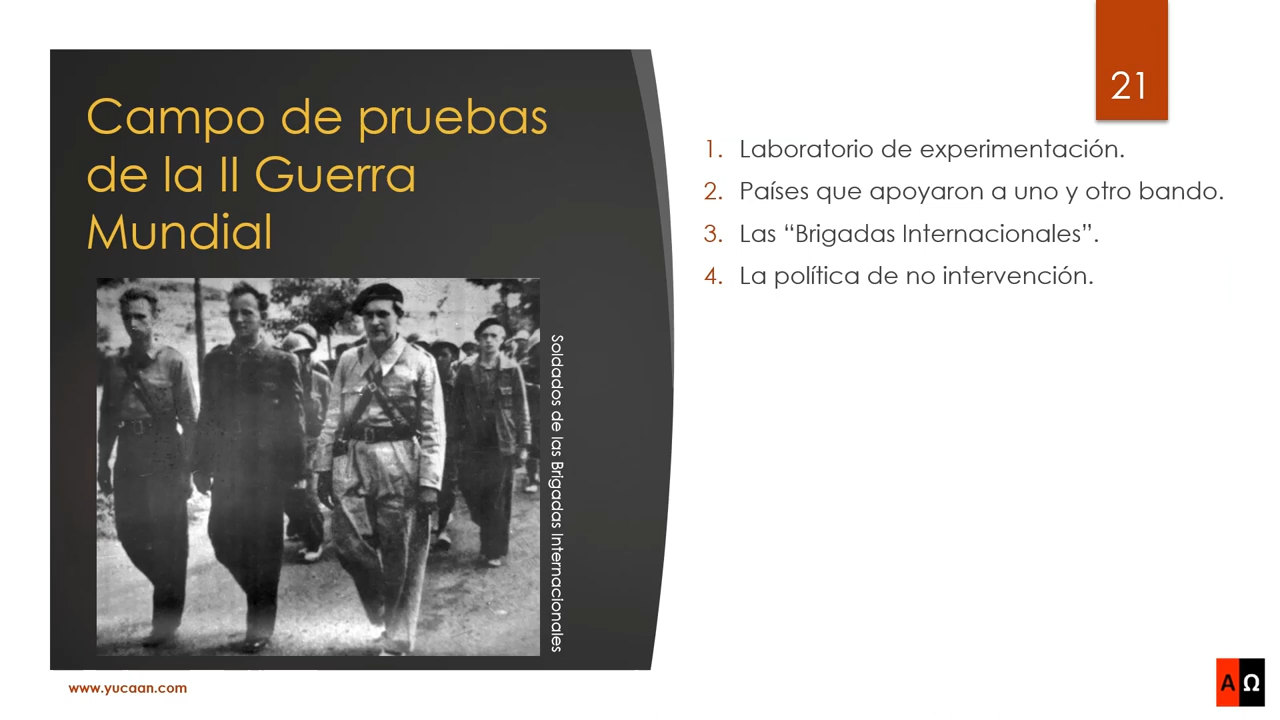 21
Campo de pruebas
de la II Guerra
Mundial
Soldados de las Brigadas Internacionales
1. Laboratorio de experimentación.
2. Países que apoyaron a uno y otro bando.
3. Las “Brigadas Internacionales”.
4. La política de no intervención.
www.yucaan.com
ΑΩ